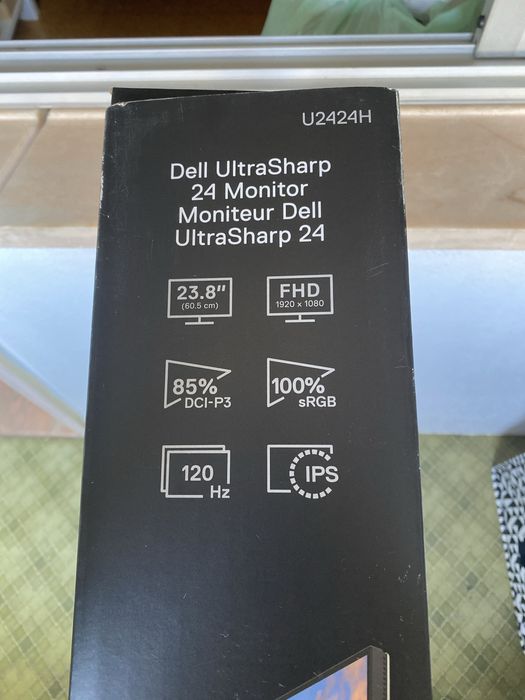 U2424H
Dell UltraSharp
24 Monitor
Moniteur Dell
UltraSharp 24
23.8"
(60.5 cm)
FHD
1920 x 1080
85%
DCI-P3
100%
sRGB
120
Hz
IPS